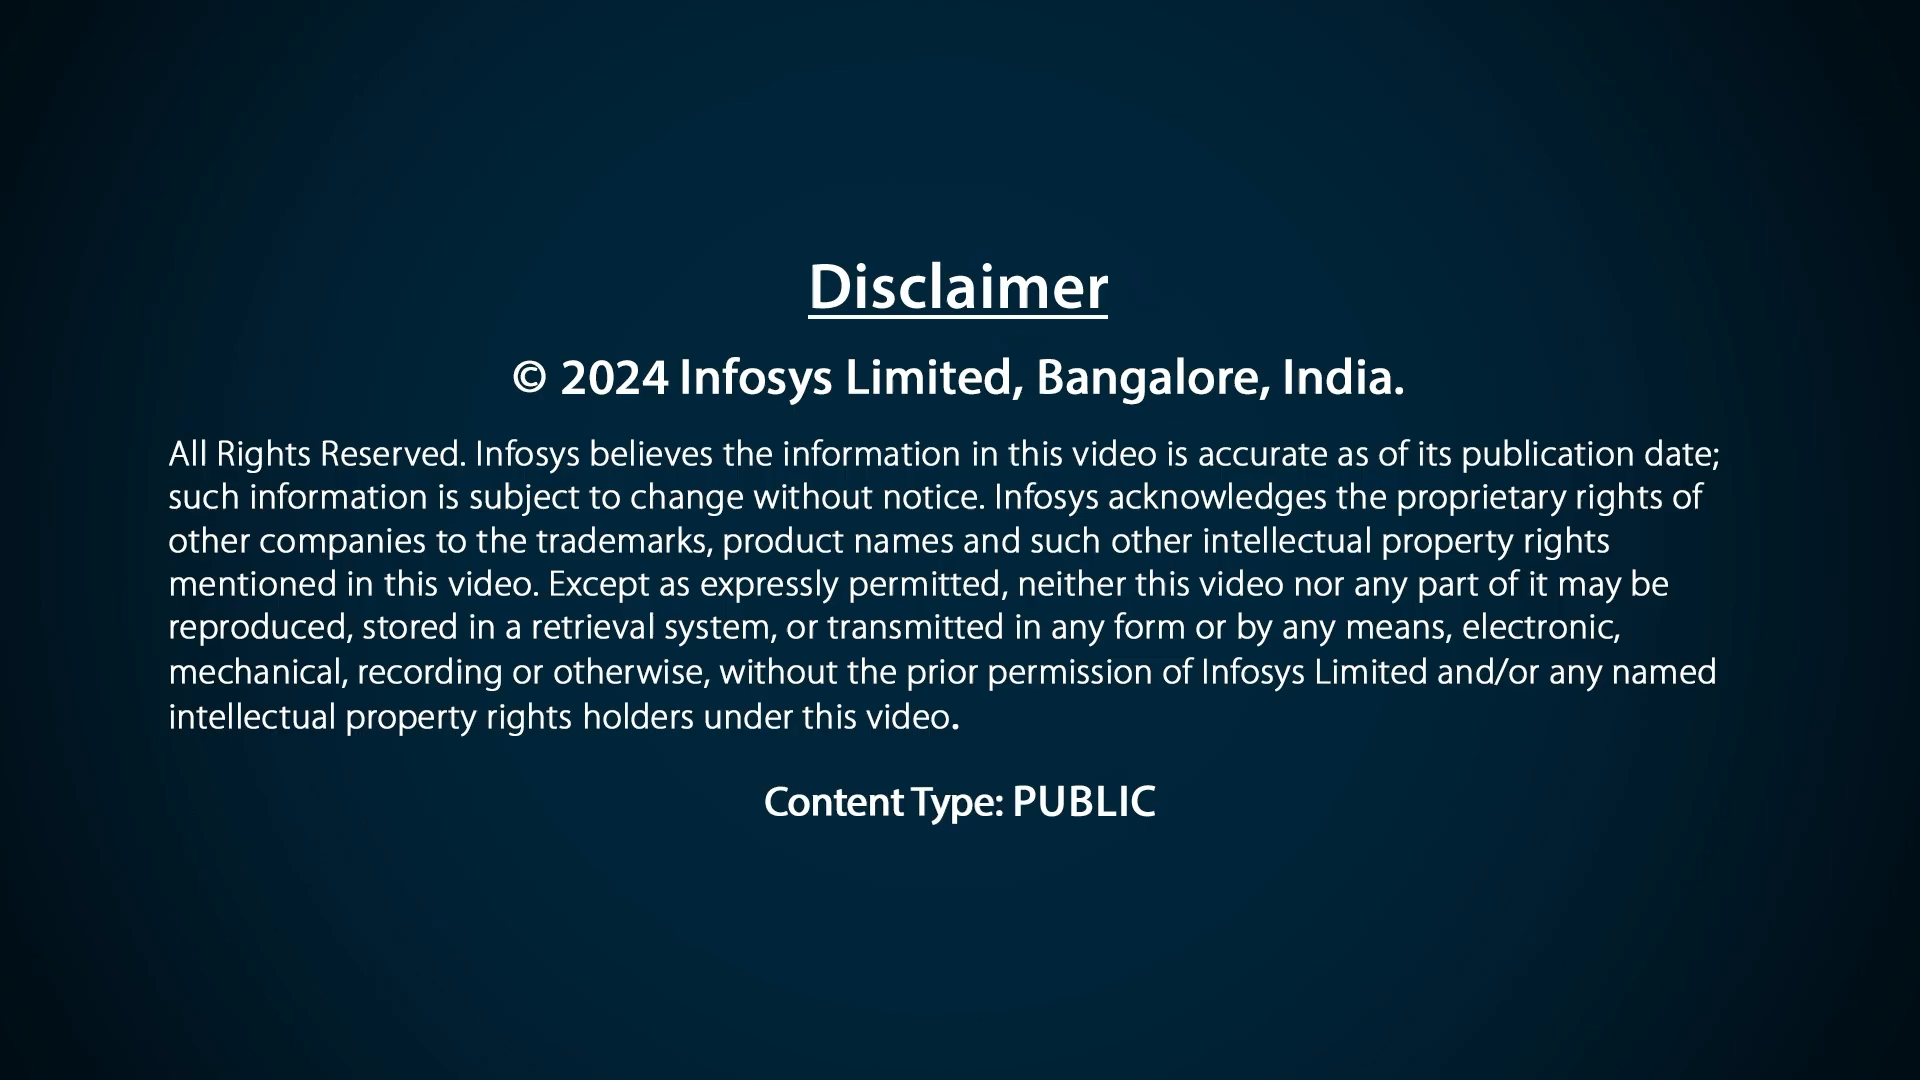 Disclaimer
© 2024 Infosys Limited, Bangalore, India.
All Rights Reserved. Infosys believes the information in this video is accurate as of its publication date;
such information is subject to change without notice. Infosys acknowledges the proprietary rights of
other companies to the trademarks, product names and such other intellectual property rights
mentioned in this video. Except as expressly permitted, neither this video nor any part of it may be
reproduced, stored in a retrieval system, or transmitted in any form or by any means, electronic,
mechanical, recording or otherwise, without the prior permission of Infosys Limited and/or any named
intellectual property rights holders under this video.
Content Type: PUBLIC